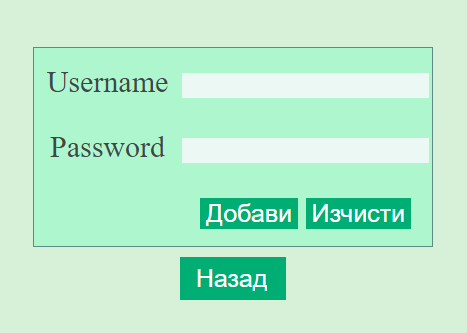 Username
Password
Добави Изчисти
Назад